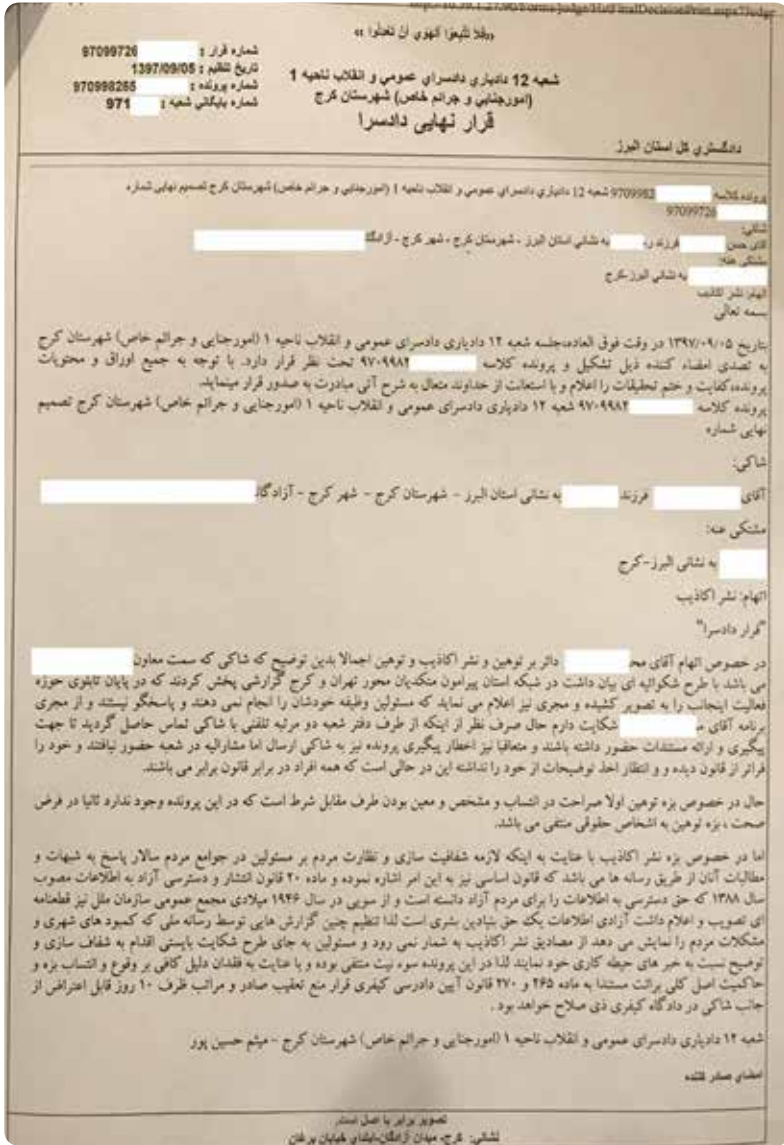 «فلا تتبعوا الهوی ان تعدلوا»
شماره قرار : 97099726
تاریخ تنظیم : 1397/09/05
شماره پرونده : 970998265
شماره بایگانی شعبه : 971
شعبه 12 دادیاری دادسرای عمومی و انقلاب ناحیه 1
(امورجنایی و جرائم خاص) شهرستان کرج
قرار نهایی دادسرا
دادگستری کل استان البرز
پرونده کلاسه 9709982 شعبه 12 دادیاری دادسرای عمومی و انقلاب ناحیه 1 (امورجنایی و جرائم خاص) شهرستان کرج تصمیم نهایی شماره
97099726
شاکی:
آقای حسن فرزند به نشانی استان البرز - شهرستان کرج - شهر کرج - آزادگا
مشتکی عنه:
به نشانی البرز-کرج
اتهام: نشر اکاذیب
بسمه تعالی
بتاریخ ۱۳۹۷/۰۹/۰۵ در وقت فوق العاده،جلسه شعبه ۱۲ دادیاری دادسرای عمومی و انقلاب ناحیه ۱ (امورجنایی و جرائم خاص) شهرستان کرج
به تصدی امضاء کننده ذیل تشکیل و پرونده کلاسه ۹۷۰۹۹۸۲ تحت نظر قرار دارد. با توجه به جمیع اوراق و محتویات
پرونده،کفایت و ختم تحقیقات را اعلام و با استعانت از خداوند متعال به شرح آتی مبادرت به صدور قرار مینماید.
پرونده کلاسه ۹۷۰۹۹۸۲ شعبه ۱۲ دادیاری دادسرای عمومی و انقلاب ناحیه ۱ (امورجنایی و جرائم خاص) شهرستان کرج تصمیم
نهایی شماره
شاکی:
آقای فرزند به نشانی استان البرز - شهرستان کرج - شهر کرج - آزادگا
مشتکی عنه:
به نشانی البرز-کرج
اتهام: نشر اکاذیب
"قرار دادسرا"
در خصوص اتهام آقای مح دائر بر توهین و نشر اکاذیب و توهین اجمالا بدین توضیح که شاکی که سمت معاون
می باشد با طرح شکوائیه ای بیان داشت در شبکه استان پیرامون متکدیان محور تهران و کرج گزارشی پخش کردند که در پایان تابلوی حوزه
فعالیت اینجانب را به تصویر کشیده و مجری نیز اعلام می نماید که مسئولین وظیفه خودشان را انجام نمی دهند و پاسخگو نیستند و از مجری
برنامه آقای م شکایت دارم حال صرف نظر از اینکه از طرف دفتر شعبه دو مرتبه تلفنی با شاکی تماس حاصل گردید تا جهت
پیگیری و ارائه مستندات حضور داشته باشند و متعاقبا نیز اخطار پیگیری پرونده نیز به شاکی ارسال اما مشارالیه در شعبه حضور نیافتند و خود را
فراتر از قانون دیده و و انتظار اخذ توضیحات از خود را نداشته این در حالی است که همه افراد در برابر قانون برابر می باشند.
حال در خصوص بزه توهین اولا صراحت در انتساب و مشخص و معین بودن طرف مقابل شرط است که در این پرونده وجود ندارد ثانیا در فرض
صحت ، بزه توهین به اشخاص حقوقی منتفی می باشد.
اما در خصوص بزه نشر اکاذیب با عنایت به اینکه لازمه شفافیت سازی و نظارت مردم بر مسئولین در جوامع مردم سالار پاسخ به شبهات و
مطالبات آنان از طریق رسانه ها می باشد که قانون اساسی نیز به این امر اشاره نموده و ماده ۲۰ قانون انتشار و دسترسی آزاد به اطلاعات مصوب
سال ۱۳۸۸ که حق دسترسی به اطلاعات را برای مردم آزاد دانسته است و از سویی در سال ۱۹۴۶ میلادی مجمع عمومی سازمان ملل نیز قطعنامه
ای تصویب و اعلام داشت آزادی اطلاعات یک حق بنیادین بشری است لذا تنظیم چنین گزارش هایی توسط رسانه ملی که کمبود های شهری و
مشکلات مردم را نمایش می دهد از مصادیق نشر اکاذیب به شمار نمی رود و مسئولین به جای طرح شکایت بایستی اقدام به شفاف سازی و
توضیح نسبت به خبر های حیطه کاری خود نمایند لذا در این پرونده سوء نیت منتفی بوده و با عنایت به فقدان دلیل کافی بر وقوع و انتساب بزه و
حاکمیت اصل کلی برائت مستندا به ماده ۲۶۵ و ۲۷۰ قانون آیین دادرسی کیفری قرار منع تعقیب صادر و مراتب ظرف ۱۰ روز قابل اعتراض از
جانب شاکی در دادگاه کیفری ذی صلاح خواهد بود .
شعبه ۱۲ دادیاری دادسرای عمومی و انقلاب ناحیه ۱ (امورجنایی و جرائم خاص) شهرستان کرج - میثم حسین پور
امضای صادر کننده
تصویر برابر با اصل است.
نشانی: کرج- میدان آزادگان-ابتدای خیابان برغان